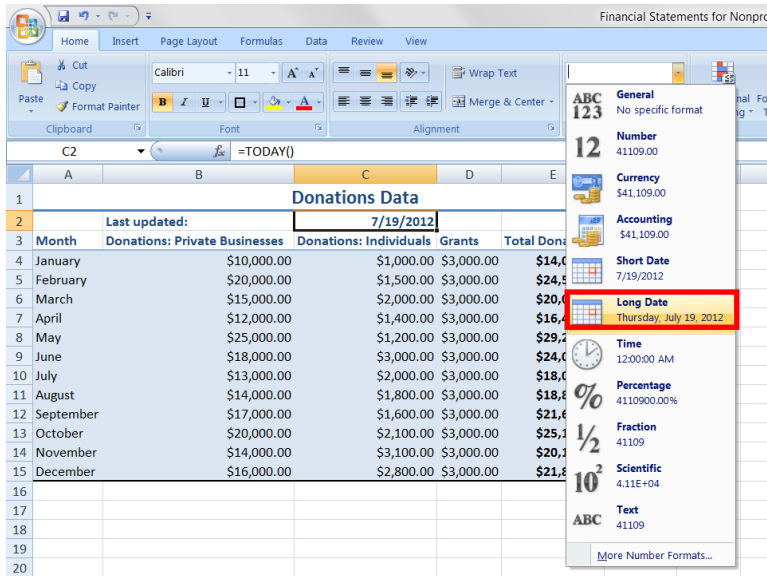 Financial Statements for Nonpro
Home Insert Page Layout Formulas Data Review View
Paste
Cut
Copy
Format Painter
Clipboard
Calibri 11
B I U A
Font
Wrap Text
Merge & Center
Alignment
C2 fx =TODAY()
A B C D E
1 Donations Data
2 Last updated: 7/19/2012
3 Month Donations: Private Businesses Donations: Individuals Grants Total Dona
4 January $10,000.00 $1,000.00 $3,000.00 $14,0
5 February $20,000.00 $1,500.00 $3,000.00 $24,5
6 March $15,000.00 $2,000.00 $3,000.00 $20,0
7 April $12,000.00 $1,400.00 $3,000.00 $16,4
8 May $25,000.00 $1,200.00 $3,000.00 $29,2
9 June $18,000.00 $3,000.00 $3,000.00 $24,0
10 July $13,000.00 $2,000.00 $3,000.00 $18,0
11 August $14,000.00 $1,800.00 $3,000.00 $18,8
12 September $17,000.00 $1,600.00 $3,000.00 $21,6
13 October $20,000.00 $2,100.00 $3,000.00 $25,1
14 November $14,000.00 $3,100.00 $3,000.00 $20,1
15 December $16,000.00 $2,800.00 $3,000.00 $21,8
16
17
18
19
20
ABC 123
General
No specific format
12
Number
41109.00
Currency
$41,109.00
Accounting
$41,109.00
Short Date
7/19/2012
Long Date
Thursday, July 19, 2012
Time
12:00:00 AM
%
Percentage
4110900.00%
½
Fraction
41109
10²
Scientific
4.11E+04
ABC
Text
41109
More Number Formats...